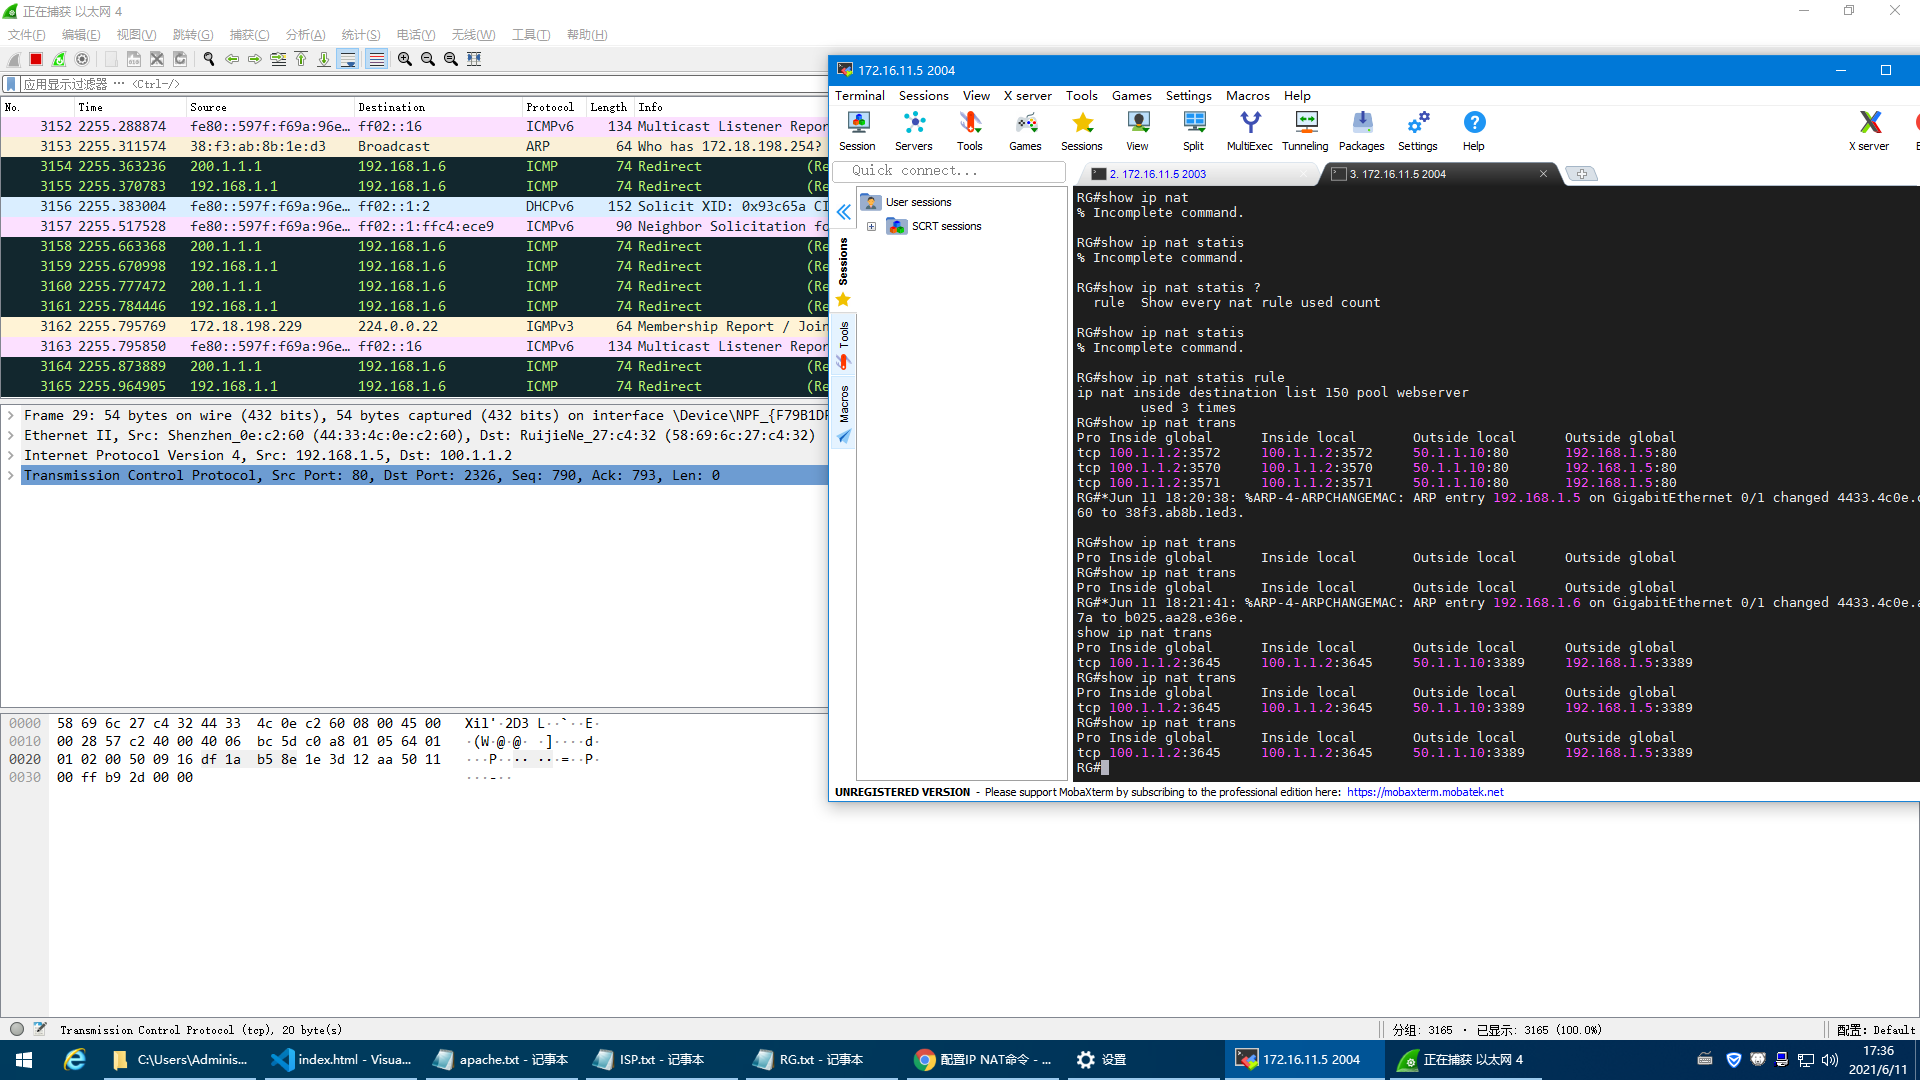 正在捕获 以太网 4
文件(F) 编辑(E) 视图(V) 跳转(G) 捕获(C) 分析(A) 统计(S) 电话(Y) 无线(W) 工具(T) 帮助(H)
应用显示过滤器 … <Ctrl-/>
No. Time Source Destination Protocol Length Info
3152 2255.288874 fe80::597f:f69a:96e… ff02::16 ICMPv6 134 Multicast Listener Repor
3153 2255.311574 38:f3:ab:8b:1e:d3 Broadcast ARP 64 Who has 172.18.198.254?
3154 2255.363236 200.1.1.1 192.168.1.6 ICMP 74 Redirect (Re
3155 2255.370783 192.168.1.1 192.168.1.6 ICMP 74 Redirect (Re
3156 2255.383004 fe80::597f:f69a:96e… ff02::1:2 DHCPv6 152 Solicit XID: 0x93c65a CI
3157 2255.517528 fe80::597f:f69a:96e… ff02::1:ffc4:ece9 ICMPv6 90 Neighbor Solicitation fo
3158 2255.663368 200.1.1.1 192.168.1.6 ICMP 74 Redirect (Re
3159 2255.670998 192.168.1.1 192.168.1.6 ICMP 74 Redirect (Re
3160 2255.777472 200.1.1.1 192.168.1.6 ICMP 74 Redirect (Re
3161 2255.784446 192.168.1.1 192.168.1.6 ICMP 74 Redirect (Re
3162 2255.795769 172.18.198.229 224.0.0.22 IGMPv3 64 Membership Report / Join
3163 2255.795850 fe80::597f:f69a:96e… ff02::16 ICMPv6 134 Multicast Listener Repor
3164 2255.873889 200.1.1.1 192.168.1.6 ICMP 74 Redirect (Re
3165 2255.964905 192.168.1.1 192.168.1.6 ICMP 74 Redirect (Re
Frame 29: 54 bytes on wire (432 bits), 54 bytes captured (432 bits) on interface \Device\NPF_{F79B1DF
Ethernet II, Src: Shenzhen_0e:c2:60 (44:33:4c:0e:c2:60), Dst: RuijieNe_27:c4:32 (58:69:6c:27:c4:32)
Internet Protocol Version 4, Src: 192.168.1.5, Dst: 100.1.1.2
Transmission Control Protocol, Src Port: 80, Dst Port: 2326, Seq: 790, Ack: 793, Len: 0
0000 58 69 6c 27 c4 32 44 33 4c 0e c2 60 08 00 45 00 Xil'·2D3 L··`··E·
0010 00 28 57 c2 40 00 40 06 bc 5d c0 a8 01 05 64 01 ·(W·@·@· ·]····d·
0020 01 02 00 50 09 16 df 1a b5 8e 1e 3d 12 aa 50 11 ···P···· ···=··P·
0030 00 ff b9 2d 00 00 ···-··
Transmission Control Protocol (tcp), 20 byte(s)
分组: 3165 · 已显示: 3165 (100.0%)
配置: Default
172.16.11.5 2004
Terminal Sessions View X server Tools Games Settings Macros Help
Session Servers Tools Games Sessions View Split MultiExec Tunneling Packages Settings Help X server
Quick connect...
2. 172.16.11.5 2003
3. 172.16.11.5 2004
User sessions
SCRT sessions
Sessions
Tools
Macros
RG#show ip nat
% Incomplete command.
RG#show ip nat statis
% Incomplete command.
RG#show ip nat statis ?
rule Show every nat rule used count
RG#show ip nat statis
% Incomplete command.
RG#show ip nat statis rule
ip nat inside destination list 150 pool webserver
used 3 times
RG#show ip nat trans
Pro Inside global Inside local Outside local Outside global
tcp 100.1.1.2:3572 100.1.1.2:3572 50.1.1.10:80 192.168.1.5:80
tcp 100.1.1.2:3570 100.1.1.2:3570 50.1.1.10:80 192.168.1.5:80
tcp 100.1.1.2:3571 100.1.1.2:3571 50.1.1.10:80 192.168.1.5:80
RG#*Jun 11 18:20:38: %ARP-4-ARPCHANGEMAC: ARP entry 192.168.1.5 on GigabitEthernet 0/1 changed 4433.4c0e.c
60 to 38f3.ab8b.1ed3.
RG#show ip nat trans
Pro Inside global Inside local Outside local Outside global
RG#show ip nat trans
Pro Inside global Inside local Outside local Outside global
RG#*Jun 11 18:21:41: %ARP-4-ARPCHANGEMAC: ARP entry 192.168.1.6 on GigabitEthernet 0/1 changed 4433.4c0e.a
7a to b025.aa28.e36e.
show ip nat trans
Pro Inside global Inside local Outside local Outside global
tcp 100.1.1.2:3645 100.1.1.2:3645 50.1.1.10:3389 192.168.1.5:3389
RG#show ip nat trans
Pro Inside global Inside local Outside local Outside global
tcp 100.1.1.2:3645 100.1.1.2:3645 50.1.1.10:3389 192.168.1.5:3389
RG#show ip nat trans
Pro Inside global Inside local Outside local Outside global
tcp 100.1.1.2:3645 100.1.1.2:3645 50.1.1.10:3389 192.168.1.5:3389
RG#
UNREGISTERED VERSION - Please support MobaXterm by subscribing to the professional edition here: https://mobaxterm.mobatek.net
C:\Users\Adminis...
index.html - Visua...
apache.txt - 记事本
ISP.txt - 记事本
RG.txt - 记事本
配置IP NAT命令 - ...
设置
172.16.11.5 2004
正在捕获 以太网 4
17:36
2021/6/11